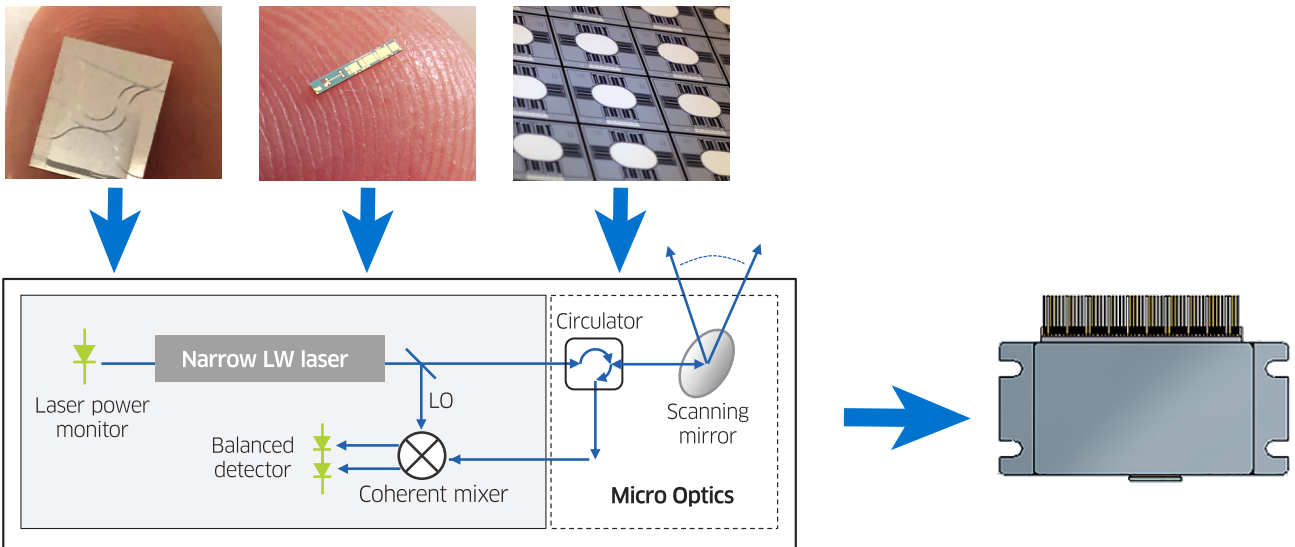 Circulator
Narrow LW laser
LO
Laser power
monitor
Scanning
mirror
Balanced
detector
Coherent mixer
Micro Optics